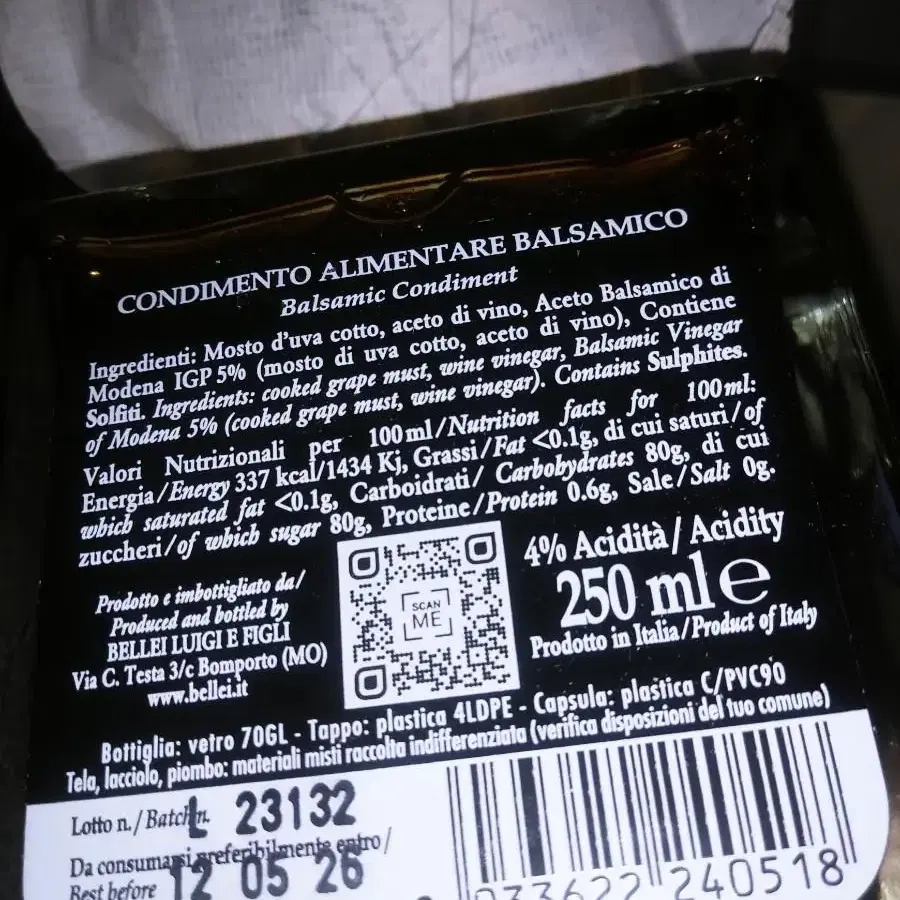 CONDIMENTO ALIMENTARE BALSAMICO
Balsamic Condiment
Ingredienti: Mosto d'uva cotto, aceto di vino, Aceto Balsamico di
Modena IGP 5% (mosto di uva cotto, aceto di vino), Contiene
Solfiti. Ingredients: cooked grape must, wine vinegar, Balsamic Vinegar
of Modena 5% (cooked grape must, wine vinegar). Contains Sulphites.
Valori Nutrizionali per 100ml/Nutrition facts for 100ml:
Energia/Energy 337 kcal/1434 Kj, Grassi/Fat <0.1g, di cui saturi/of
which saturated fat <0.1g, Carboidrati/ Carbohydrates 80g, di cui
zuccheri/of which sugar 80g, Proteine/Protein 0.6g, Sale/Salt 0g.
Prodotto e imbottigliato da/
Produced and bottled by
BELLEI LUIGI E FIGLI
Via C. Testa 3/c Bomporto (MO)
www.bellei.it
SCAN
ME
4% Acidità/Acidity
250 ml e
Prodotto in Italia/Product of Italy
Bottiglia: vetro 70GL - Tappo: plastica 4LDPE - Capsula: plastica C/PVC90
Tela, lacciolo, piombo: materiali misti raccolta indifferenziata (verifica disposizioni del tuo comune)
Lotto n./Batch n. L 23132
Da consumarsi preferibilmente entro/
Best before 12 05 26
033622 240518